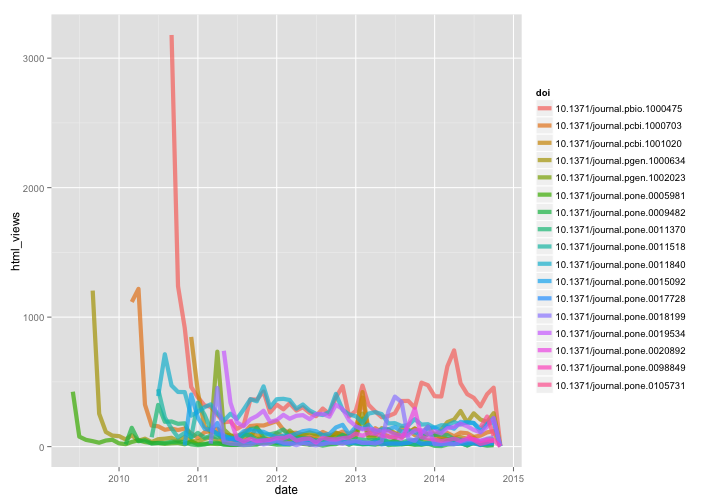 3000
2000
1000
0
html_views
2010
2011
2012
2013
2014
2015
date
doi
10.1371/journal.pbio.1000475
10.1371/journal.pcbi.1000703
10.1371/journal.pcbi.1001020
10.1371/journal.pgen.1000634
10.1371/journal.pgen.1002023
10.1371/journal.pone.0005981
10.1371/journal.pone.0009482
10.1371/journal.pone.0011370
10.1371/journal.pone.0011518
10.1371/journal.pone.0011840
10.1371/journal.pone.0015092
10.1371/journal.pone.0017728
10.1371/journal.pone.0018199
10.1371/journal.pone.0019534
10.1371/journal.pone.0020892
10.1371/journal.pone.0098849
10.1371/journal.pone.0105731